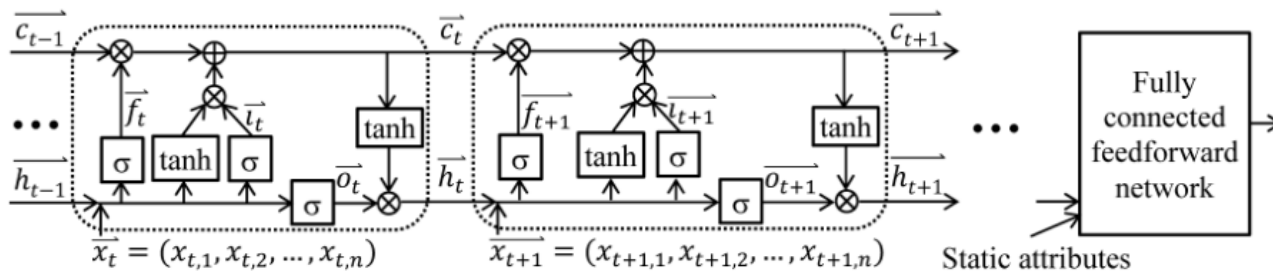 c_{t-1} c_t c_{t+1}
f_t i_t tanh f_{t+1} i_{t+1} tanh
... σ tanh σ σ tanh σ ...
h_{t-1} o_t h_t o_{t+1} h_{t+1}
σ σ
x_t = (x_{t,1}, x_{t,2}, ..., x_{t,n}) x_{t+1} = (x_{t+1,1}, x_{t+1,2}, ..., x_{t+1,n})
Static attributes
Fully
connected
feedforward
network